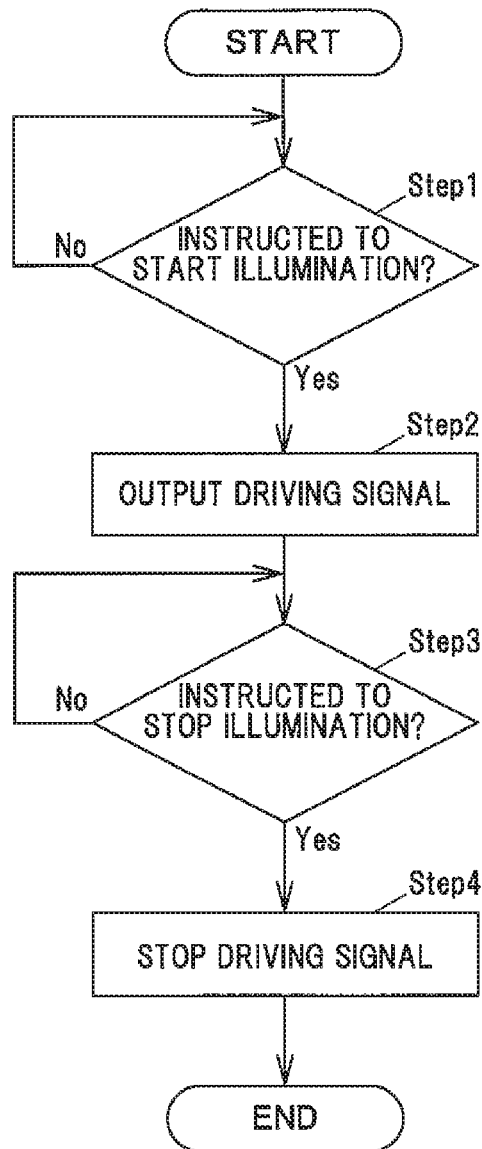 START
Step1
INSTRUCTED TO
START ILLUMINATION?
No
Yes
Step2
OUTPUT DRIVING SIGNAL
Step3
INSTRUCTED TO
STOP ILLUMINATION?
No
Yes
Step4
STOP DRIVING SIGNAL
END